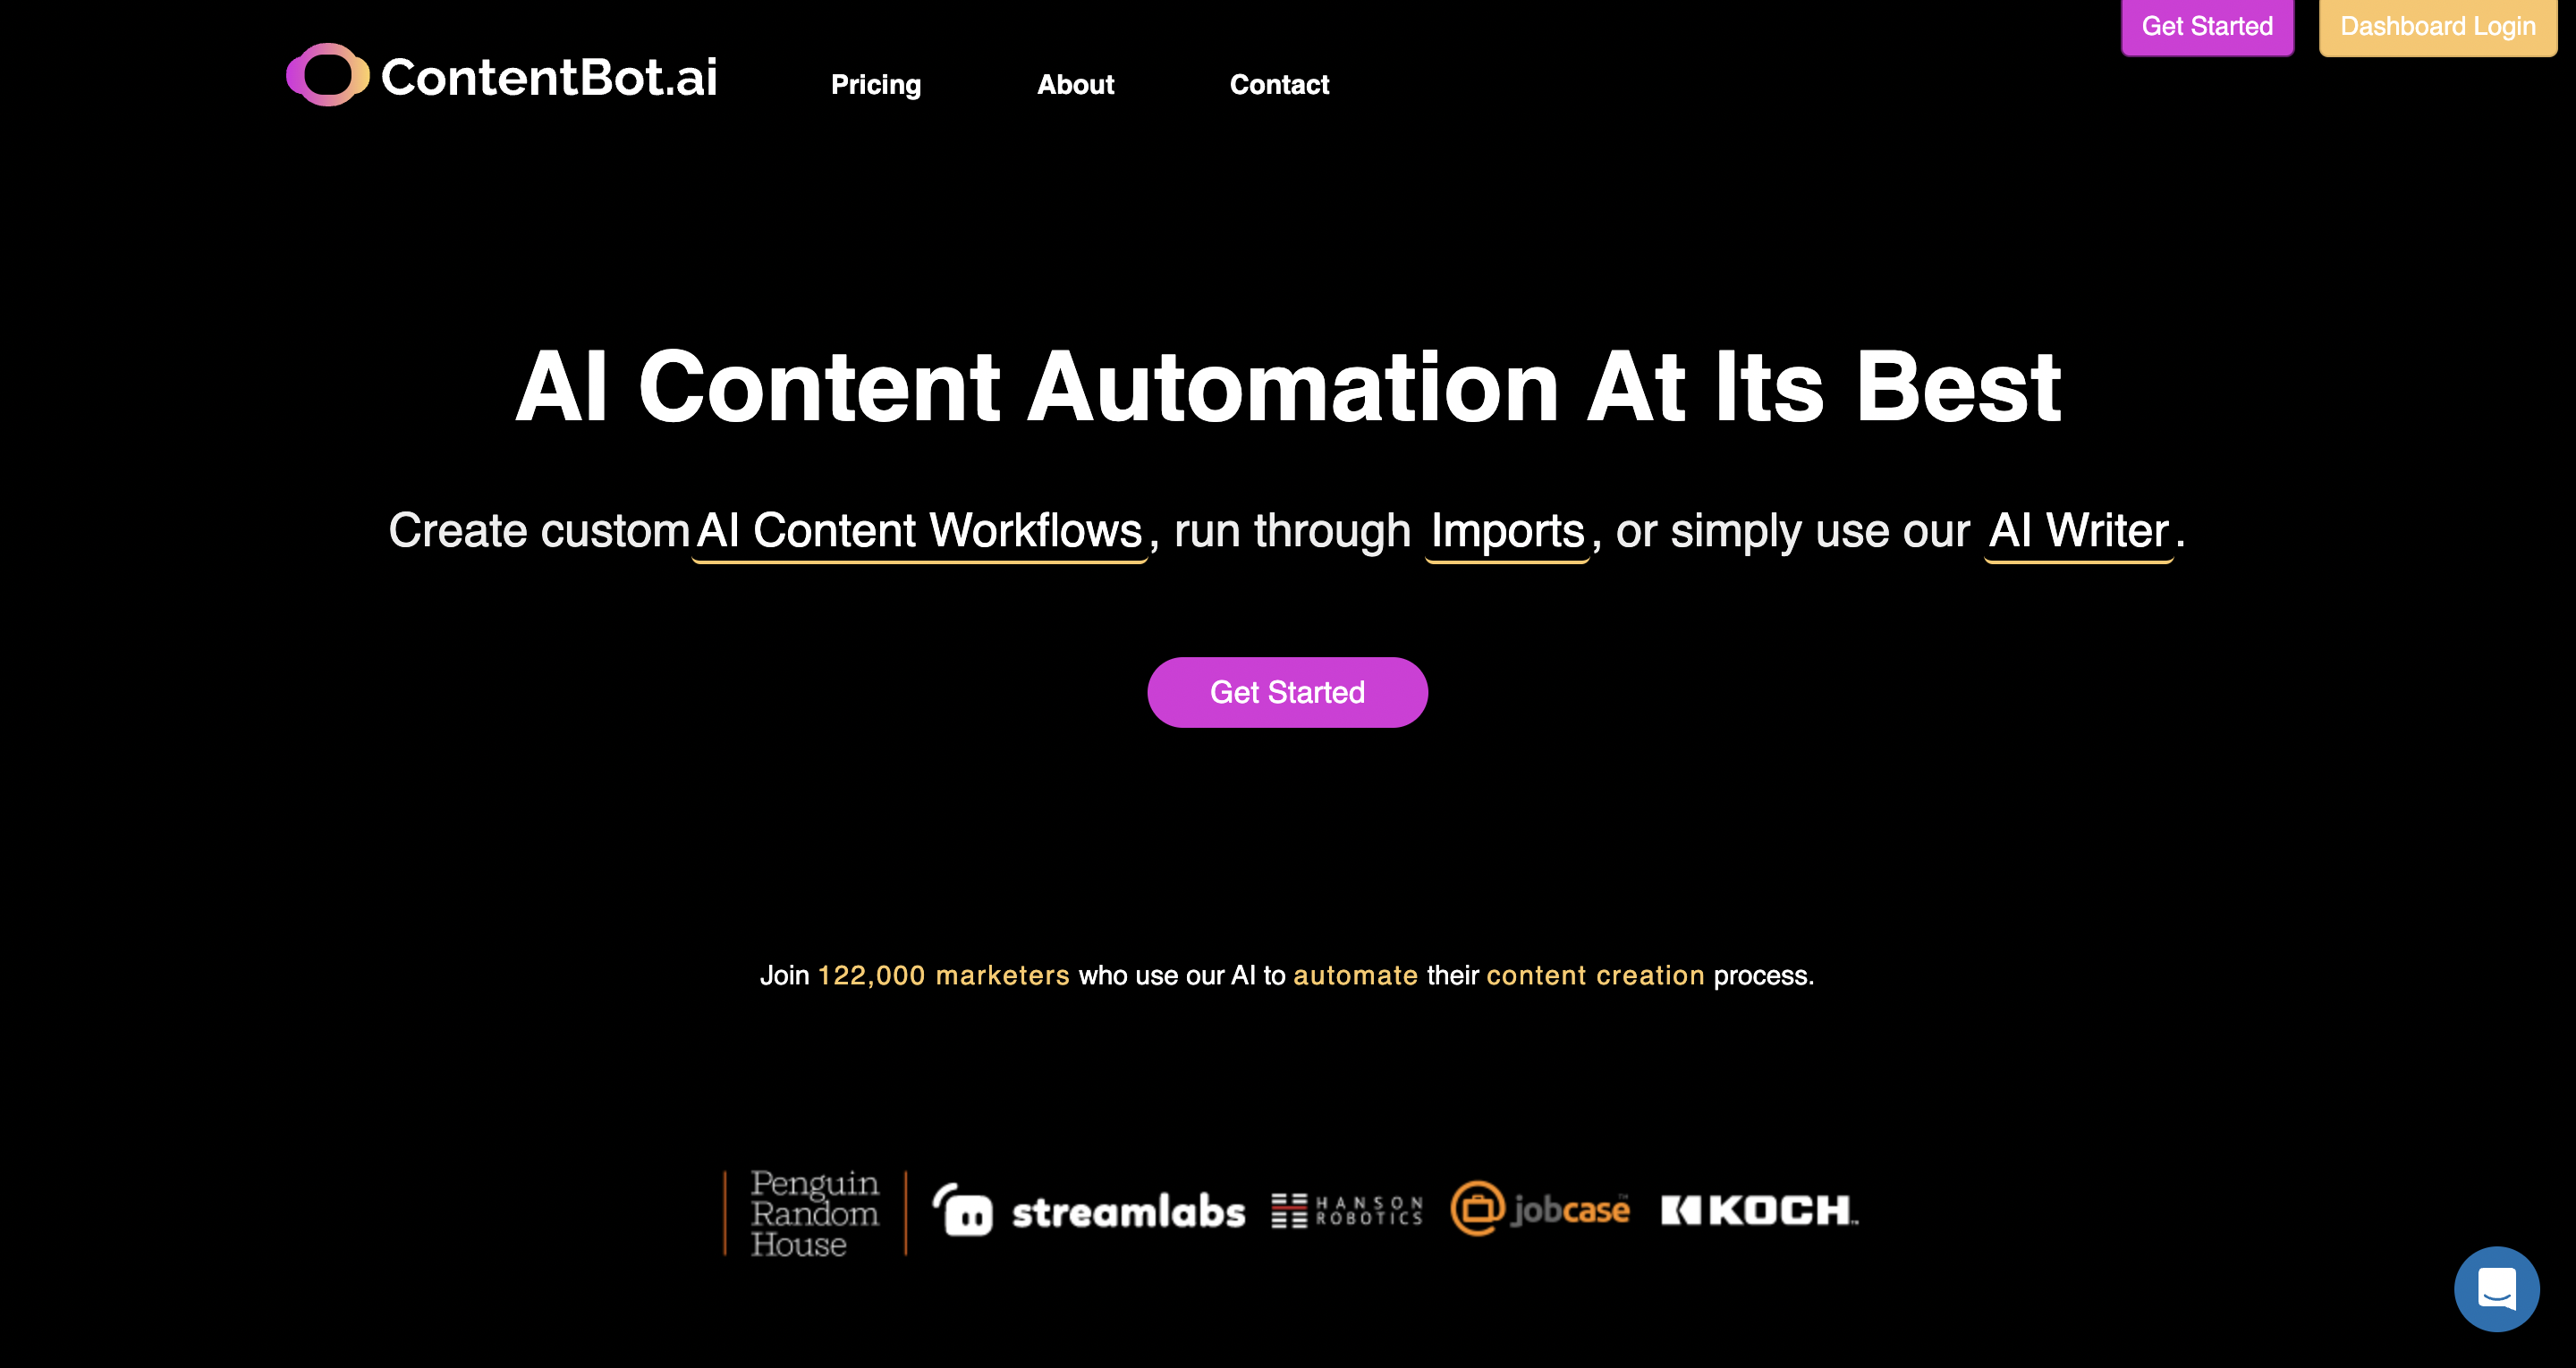 Get Started
Dashboard Login
ContentBot.ai
Pricing
About
Contact
AI Content Automation At Its Best
Create custom AI Content Workflows, run through Imports, or simply use our AI Writer.
Get Started
Join 122,000 marketers who use our AI to automate their content creation process.
Penguin
Random
House
streamlabs
HANSON
ROBOTICS
jobcase™
KOCH™